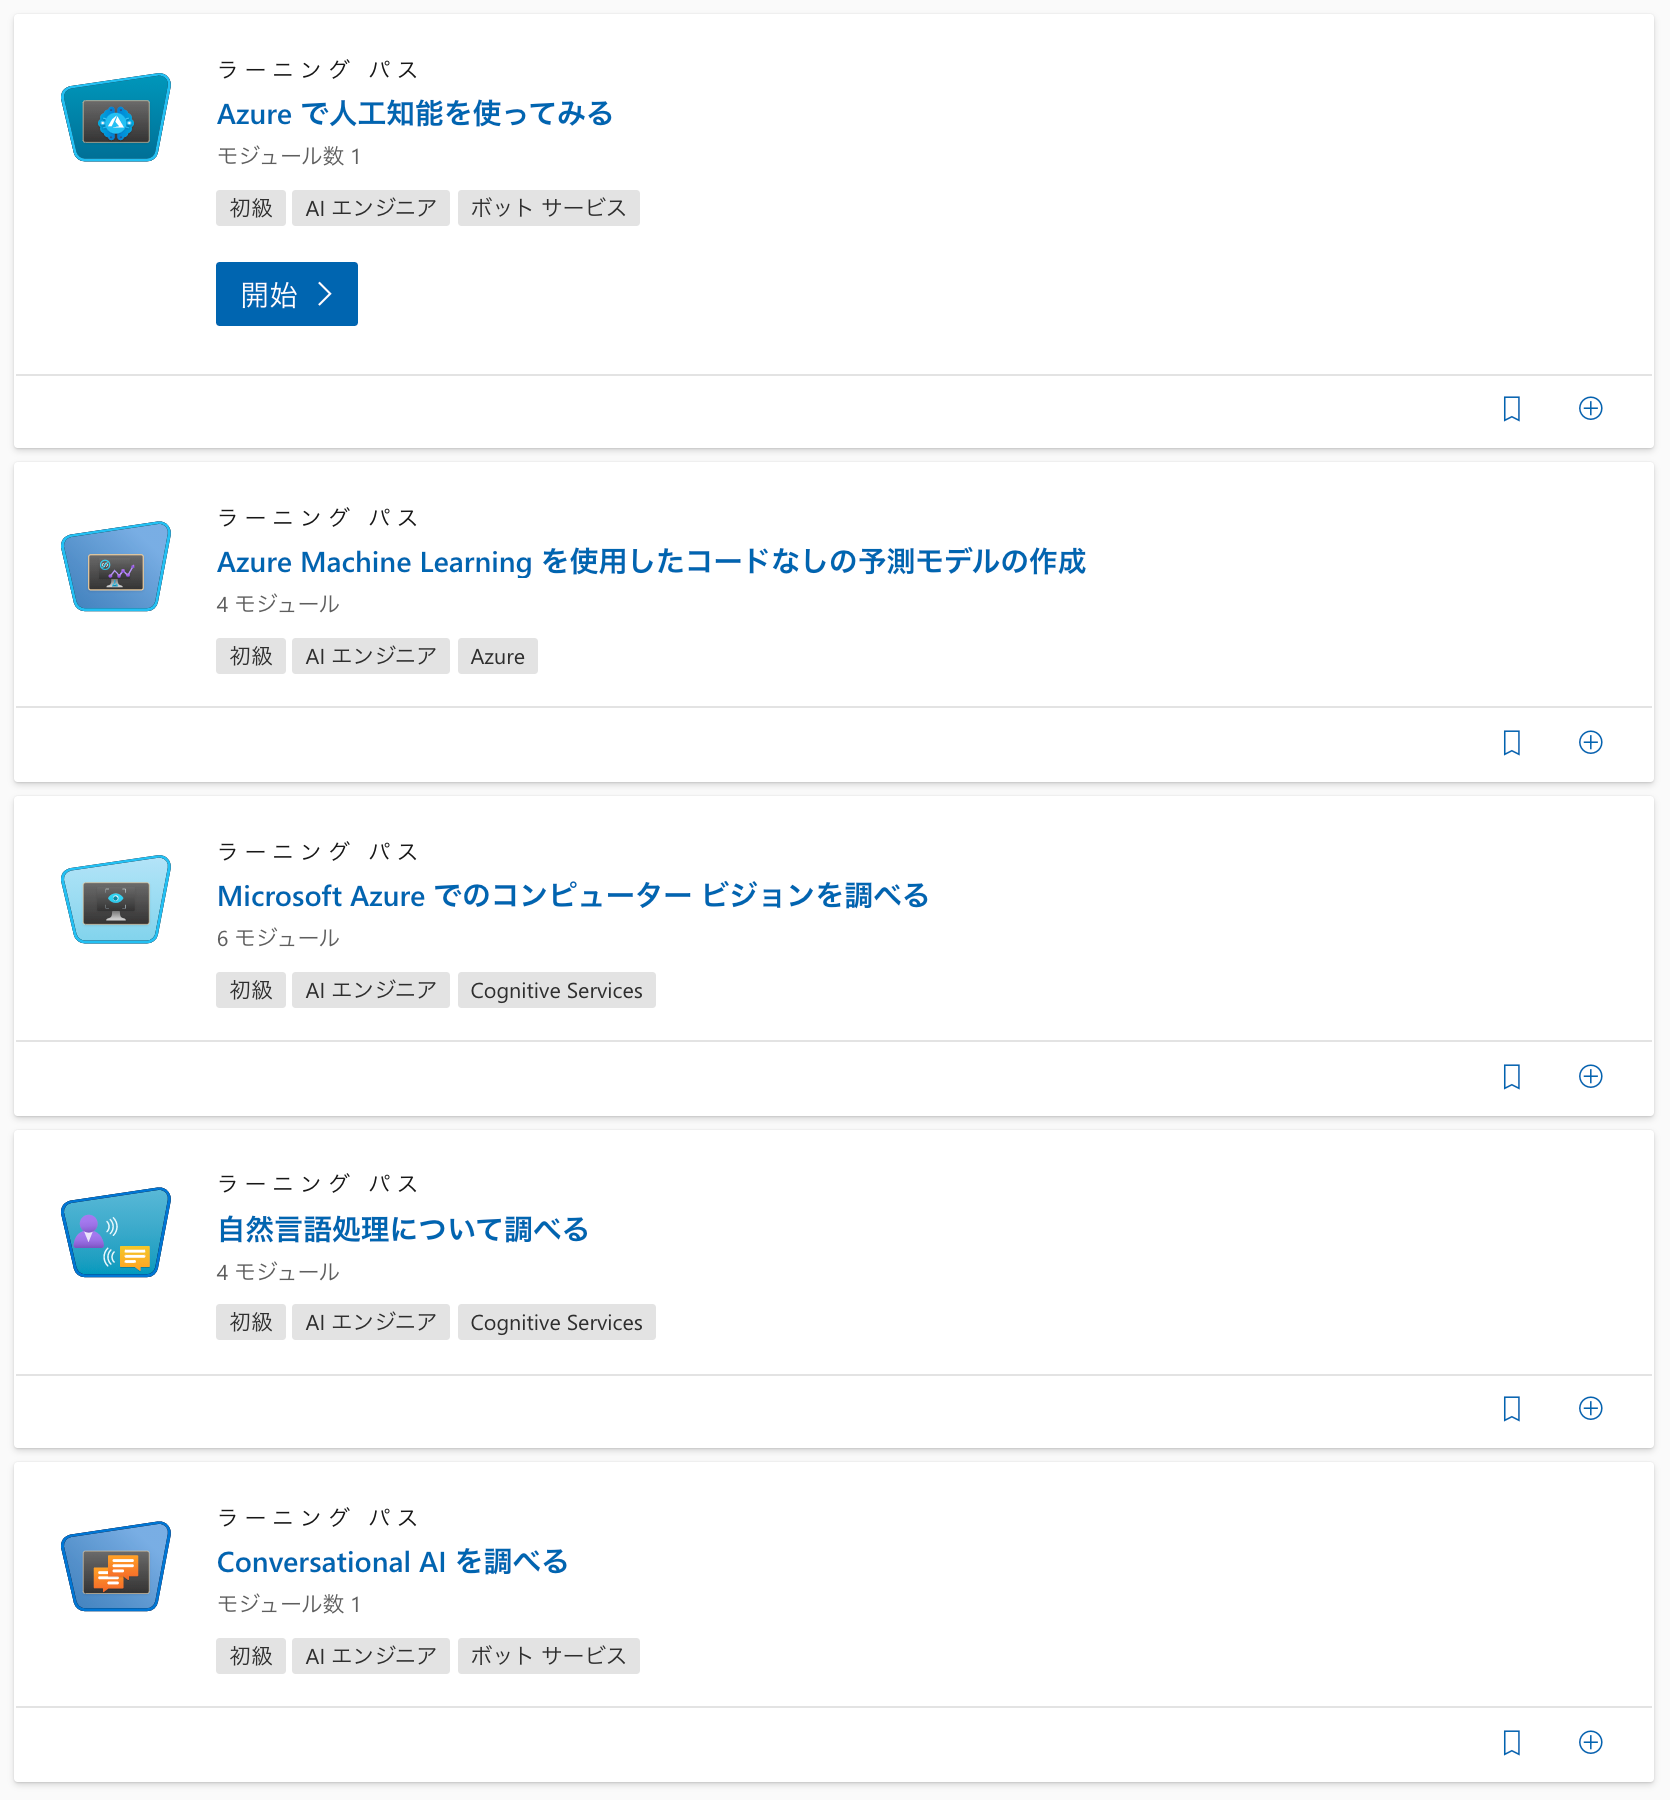 ラーニング パス
Azure で人工知能を使ってみる
モジュール数 1
初級 AI エンジニア ボット サービス
開始
ラーニング パス
Azure Machine Learning を使用したコードなしの予測モデルの作成
4 モジュール
初級 AI エンジニア Azure
ラーニング パス
Microsoft Azure でのコンピューター ビジョンを調べる
6 モジュール
初級 AI エンジニア Cognitive Services
ラーニング パス
自然言語処理について調べる
4 モジュール
初級 AI エンジニア Cognitive Services
ラーニング パス
Conversational AI を調べる
モジュール数 1
初級 AI エンジニア ボット サービス